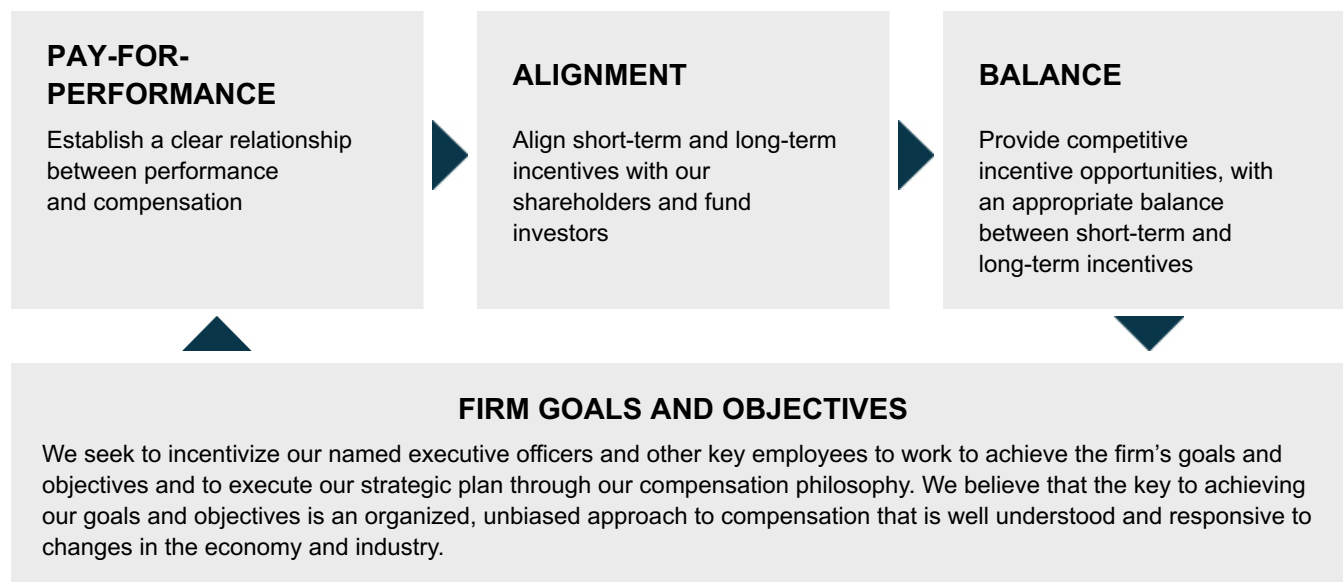 PAY-FOR-
PERFORMANCE
Establish a clear relationship
between performance
and compensation
ALIGNMENT
Align short-term and long-term
incentives with our
shareholders and fund
investors
BALANCE
Provide competitive
incentive opportunities, with
an appropriate balance
between short-term and
long-term incentives
FIRM GOALS AND OBJECTIVES
We seek to incentivize our named executive officers and other key employees to work to achieve the firm’s goals and
objectives and to execute our strategic plan through our compensation philosophy. We believe that the key to achieving
our goals and objectives is an organized, unbiased approach to compensation that is well understood and responsive to
changes in the economy and industry.